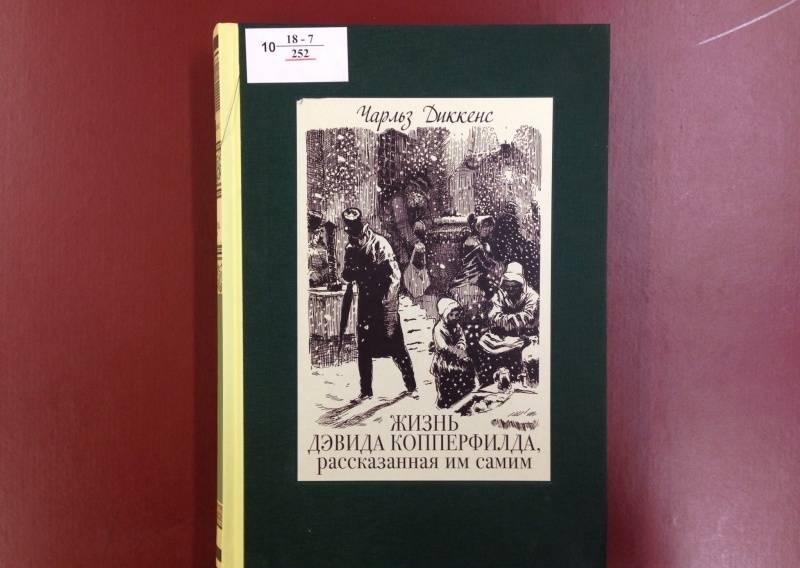 10 18 - 7
252
Чарльз Диккенс
ЖИЗНЬ
ДЭВИДА КОППЕРФИЛДА,
рассказанная им самим